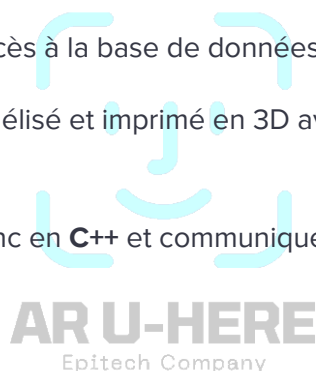 cès à la base de données
élisé et imprimé en 3D av
nc en C++ et communique
AR U-HERE
Epitech Company